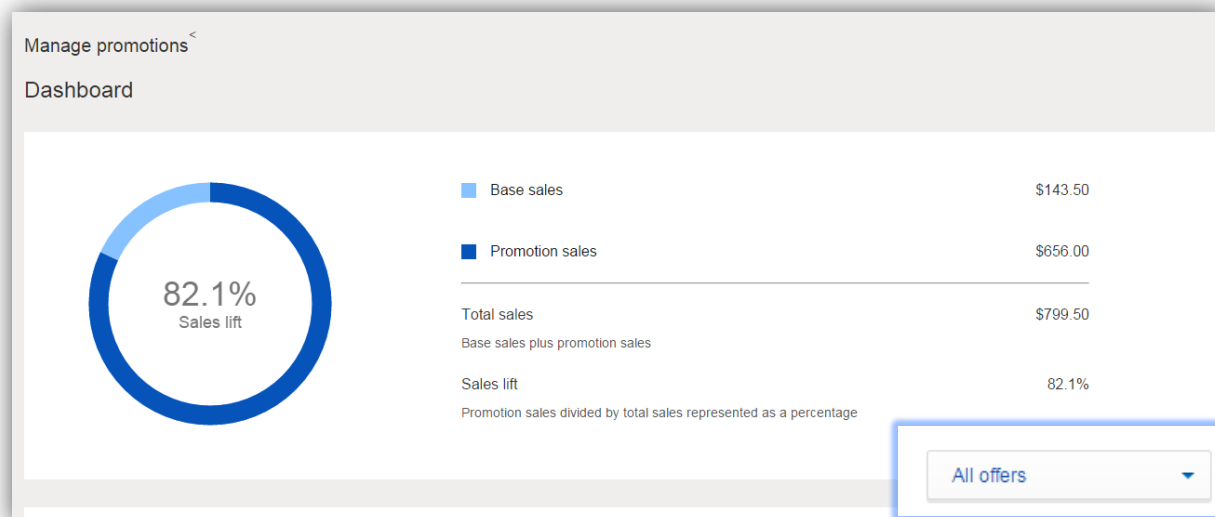 Manage promotions<
Dashboard
82.1%
Sales lift
Base sales $143.50
Promotion sales $656.00
Total sales $799.50
Base sales plus promotion sales
Sales lift 82.1%
Promotion sales divided by total sales represented as a percentage
All offers